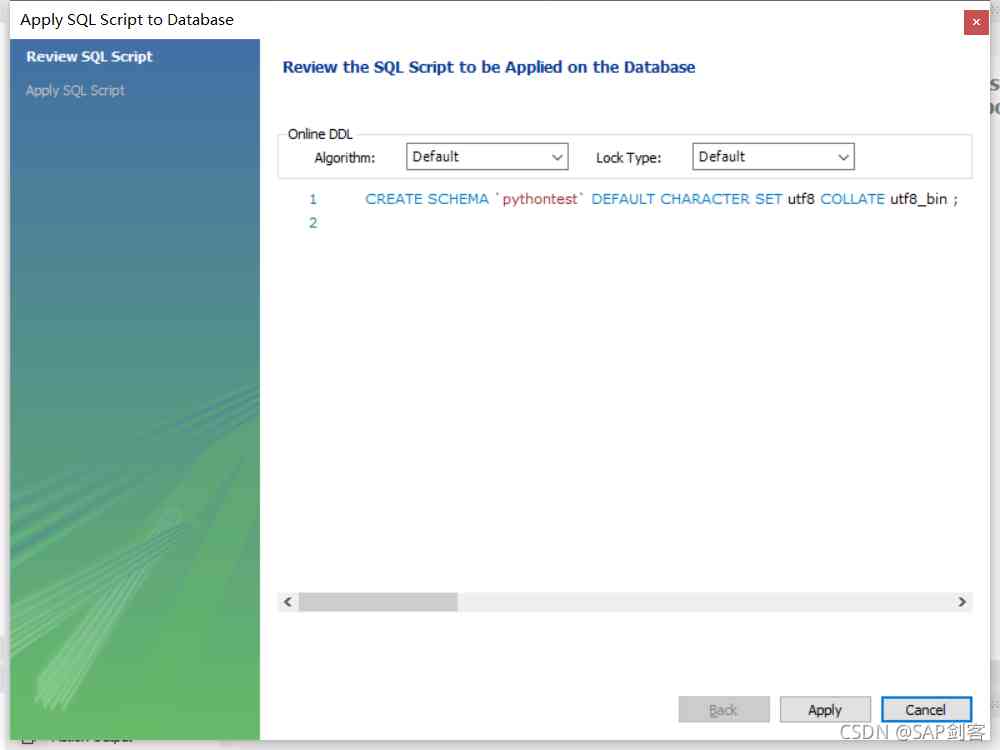 Apply SQL Script to Database
Review SQL Script
Apply SQL Script
Review the SQL Script to be Applied on the Database
Online DDL
Algorithm: Default Lock Type: Default
1 CREATE SCHEMA `pythontest` DEFAULT CHARACTER SET utf8 COLLATE utf8_bin ;
2
Back Apply Cancel
CSDN @SAP剑客